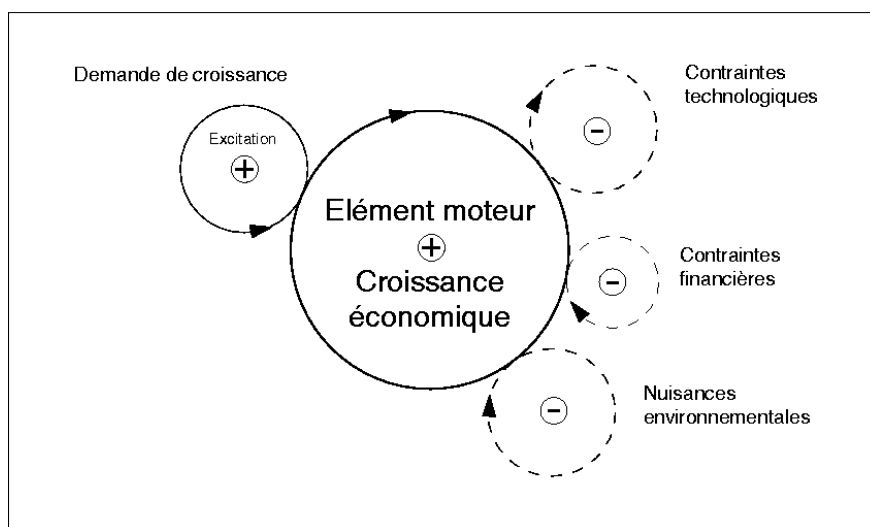 Demande de croissance
Excitation
+
Elément moteur
+
Croissance
économique
Contraintes
technologiques
-
Contraintes
financières
-
Nuisances
environnementales
-